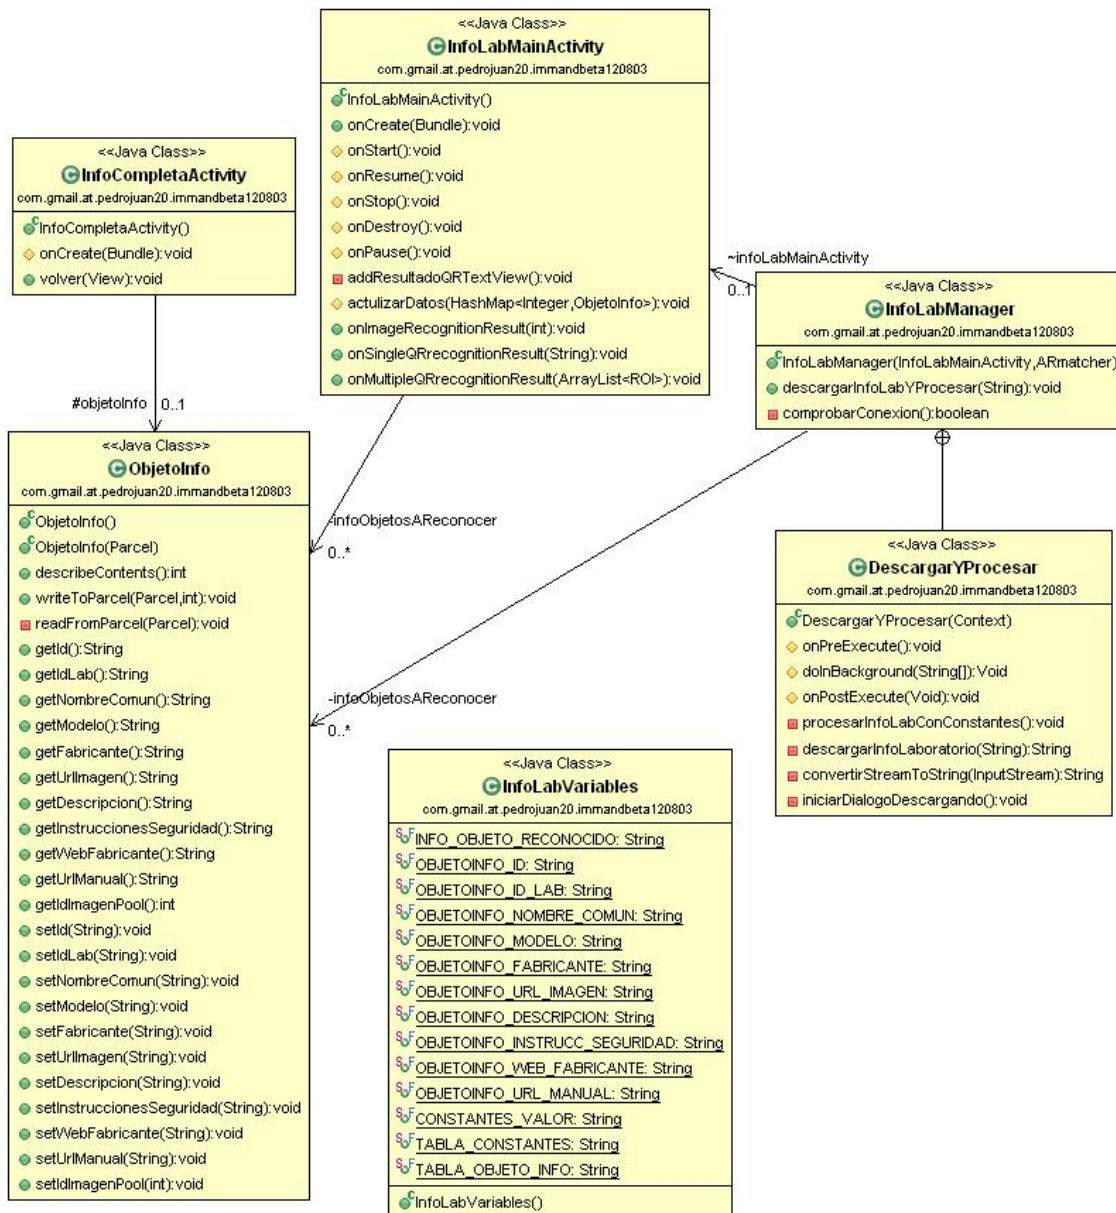 <<Java Class>>
InfoLabMainActivity
com.gmail.at.pedrojuan20.immandbeta120803
InfoLabMainActivity()
onCreate(Bundle):void
onStart():void
onResume():void
onStop():void
onDestroy():void
onPause():void
addResultadoQRTextView():void
actulizarDatos(HashMap<Integer,ObjetoInfo>):void
onImageRecognitionResult(int):void
onSingleQRrecognitionResult(String):void
onMultipleQRrecognitionResult(ArrayList<ROI>):void
<<Java Class>>
InfoCompletaActivity
com.gmail.at.pedrojuan20.immandbeta120803
InfoCompletaActivity()
onCreate(Bundle):void
volver(View):void
~infoLabMainActivity
0..1
<<Java Class>>
InfoLabManager
com.gmail.at.pedrojuan20.immandbeta120803
InfoLabManager(InfoLabMainActivity,ARmatcher)
descargarInfoLabYProcesar(String):void
comprobarConexion():boolean
#objetoInfo 0..1
<<Java Class>>
ObjetoInfo
com.gmail.at.pedrojuan20.immandbeta120803
ObjetoInfo()
ObjetoInfo(Parcel)
describeContents():int
writeToParcel(Parcel,int):void
readFromParcel(Parcel):void
getId():String
getIdLab():String
getNombreComun():String
getModelo():String
getFabricante():String
getUrlImagen():String
getDescripcion():String
getInstruccionesSeguridad():String
getWebFabricante():String
getUrlManual():String
getIdImagenPool():int
setId(String):void
setIdLab(String):void
setNombreComun(String):void
setModelo(String):void
setFabricante(String):void
setUrlImagen(String):void
setDescripcion(String):void
setInstruccionesSeguridad(String):void
setWebFabricante(String):void
setUrlManual(String):void
setIdImagenPool(int):void
-infoObjetosAReconocer
0..*
-infoObjetosAReconocer
0..*
<<Java Class>>
DescargarYProcesar
com.gmail.at.pedrojuan20.immandbeta120803
DescargarYProcesar(Context)
onPreExecute():void
doInBackground(String[]):Void
onPostExecute(Void):void
procesarInfoLabConConstantes():void
descargarInfoLaboratorio(String):String
convertirStreamToString(InputStream):String
iniciarDialogoDescargando():void
<<Java Class>>
InfoLabVariables
com.gmail.at.pedrojuan20.immandbeta120803
INFO_OBJETO_RECONOCIDO: String
OBJETOINFO_ID: String
OBJETOINFO_ID_LAB: String
OBJETOINFO_NOMBRE_COMUN: String
OBJETOINFO_MODELO: String
OBJETOINFO_FABRICANTE: String
OBJETOINFO_URL_IMAGEN: String
OBJETOINFO_DESCRIPCION: String
OBJETOINFO_INSTRUCC_SEGURIDAD: String
OBJETOINFO_WEB_FABRICANTE: String
OBJETOINFO_URL_MANUAL: String
CONSTANTES_VALOR: String
TABLA_CONSTANTES: String
TABLA_OBJETO_INFO: String
InfoLabVariables()